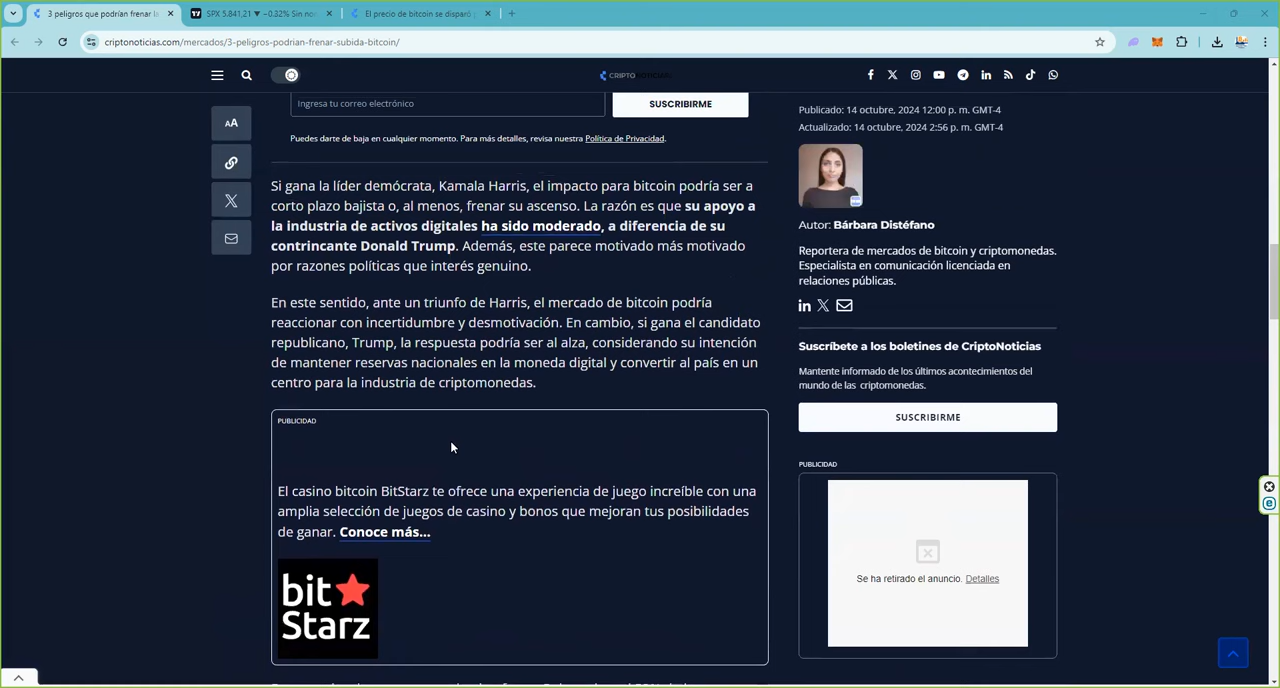 3 peligros que podrían frenar la
SPX 5.841,21 ▼ −0.32% Sin no
El precio de bitcoin se disparó
criptonoticias.com/mercados/3-peligros-podrian-frenar-subida-bitcoin/
CRIPTONOTICIAS
Ingresa tu correo electrónico
SUSCRIBIRME
Puedes darte de baja en cualquier momento. Para más detalles, revisa nuestra Política de Privacidad.
AA
Si gana la líder demócrata, Kamala Harris, el impacto para bitcoin podría ser a
corto plazo bajista o, al menos, frenar su ascenso. La razón es que su apoyo a
la industria de activos digitales ha sido moderado, a diferencia de su
contrincante Donald Trump. Además, este parece motivado más motivado
por razones políticas que interés genuino.
En este sentido, ante un triunfo de Harris, el mercado de bitcoin podría
reaccionar con incertidumbre y desmotivación. En cambio, si gana el candidato
republicano, Trump, la respuesta podría ser al alza, considerando su intención
de mantener reservas nacionales en la moneda digital y convertir al país en un
centro para la industria de criptomonedas.
PUBLICIDAD
El casino bitcoin BitStarz te ofrece una experiencia de juego increíble con una
amplia selección de juegos de casino y bonos que mejoran tus posibilidades
de ganar. Conoce más...
bit
Starz
Publicado: 14 octubre, 2024 12:00 p. m. GMT-4
Actualizado: 14 octubre, 2024 2:56 p. m. GMT-4
Autor: Bárbara Distéfano
Reportera de mercados de bitcoin y criptomonedas.
Especialista en comunicación licenciada en
relaciones públicas.
Suscríbete a los boletines de CriptoNoticias
Mantente informado de los últimos acontecimientos del
mundo de las criptomonedas.
SUSCRIBIRME
PUBLICIDAD
Se ha retirado el anuncio. Detalles